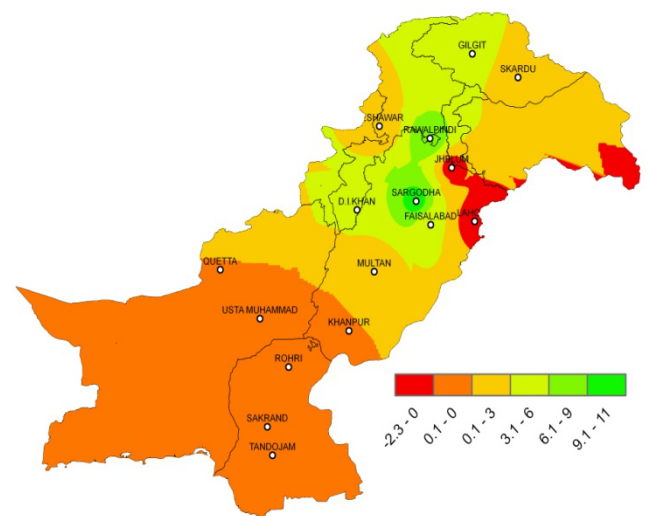 GILGIT
SKARDU
SHAWAR
RAWALPINDI
JHELUM
SARGODHA
D.I.KHAN
FAISALABAD
LAHO
MULTAN
QUETTA
USTA MUHAMMAD
KHANPUR
ROHRI
SAKRAND
TANDOJAM
-2.3 - 0
0.1 - 0
0.1 - 3
3.1 - 6
6.1 - 9
9.1 - 11